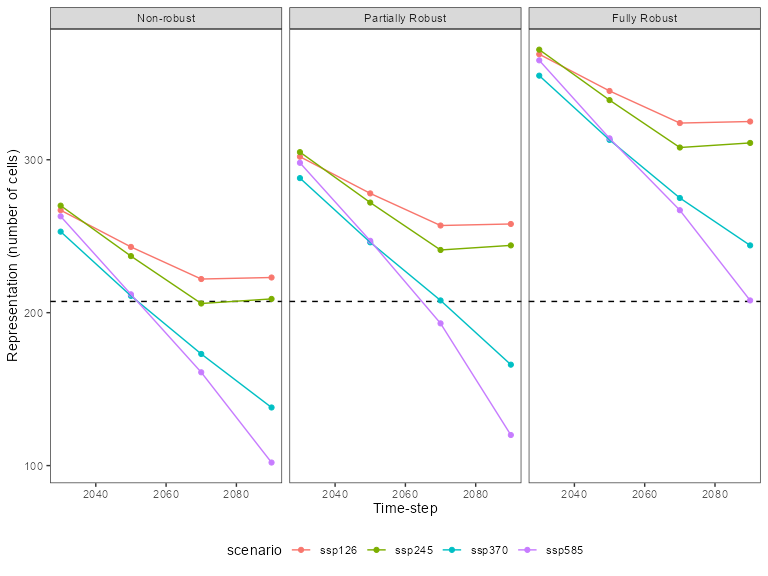 Non-robust Partially Robust Fully Robust
Representation (number of cells)
300
200
100
2040 2060 2080 2040 2060 2080 2040 2060 2080
Time-step
scenario ssp126 ssp245 ssp370 ssp585